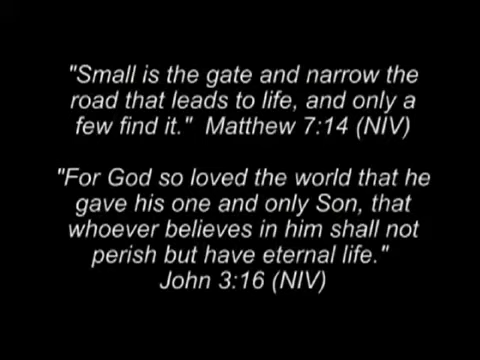 "Small is the gate and narrow the
road that leads to life, and only a
few find it."  Matthew 7:14 (NIV)
"For God so loved the world that he
gave his one and only Son, that
whoever believes in him shall not
perish but have eternal life."
John 3:16 (NIV)